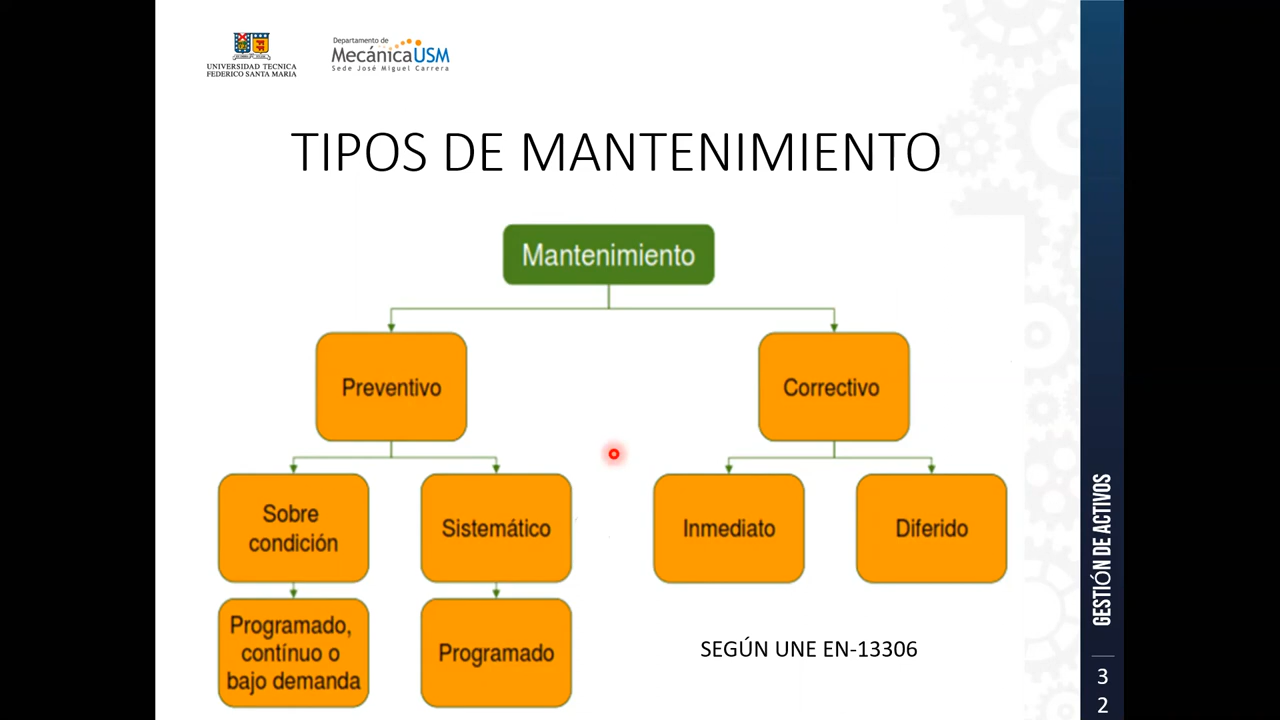 UNIVERSIDAD TECNICA
FEDERICO SANTA MARIA
Departamento de
MecánicaUSM
Sede José Miguel Carrera
TIPOS DE MANTENIMIENTO
Mantenimiento
Preventivo
Correctivo
Sobre
condición
Sistemático
Inmediato
Diferido
Programado,
contínuo o
bajo demanda
Programado
SEGÚN UNE EN-13306
GESTIÓN DE ACTIVOS
3
2